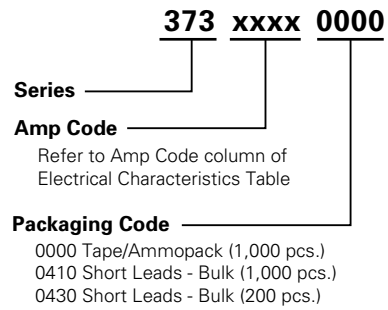 373 xxxx 0000
Series
Amp Code
Refer to Amp Code column of
Electrical Characteristics Table
Packaging Code
0000 Tape/Ammopack (1,000 pcs.)
0410 Short Leads - Bulk (1,000 pcs.)
0430 Short Leads - Bulk (200 pcs.)